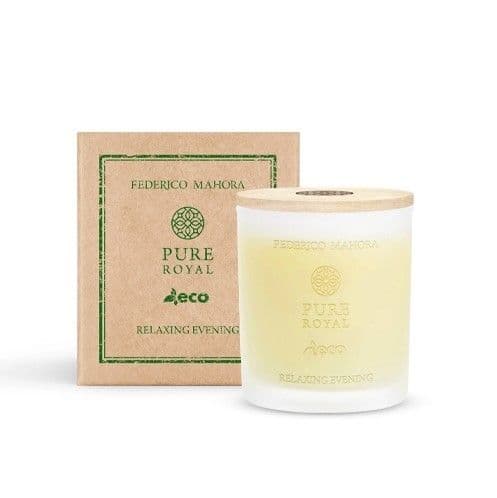 FEDERICO MAHORA
PURE
ROYAL
eco
RELAXING EVENING
FEDERICO MAHORA
PURE
ROYAL
eco
RELAXING EVENING